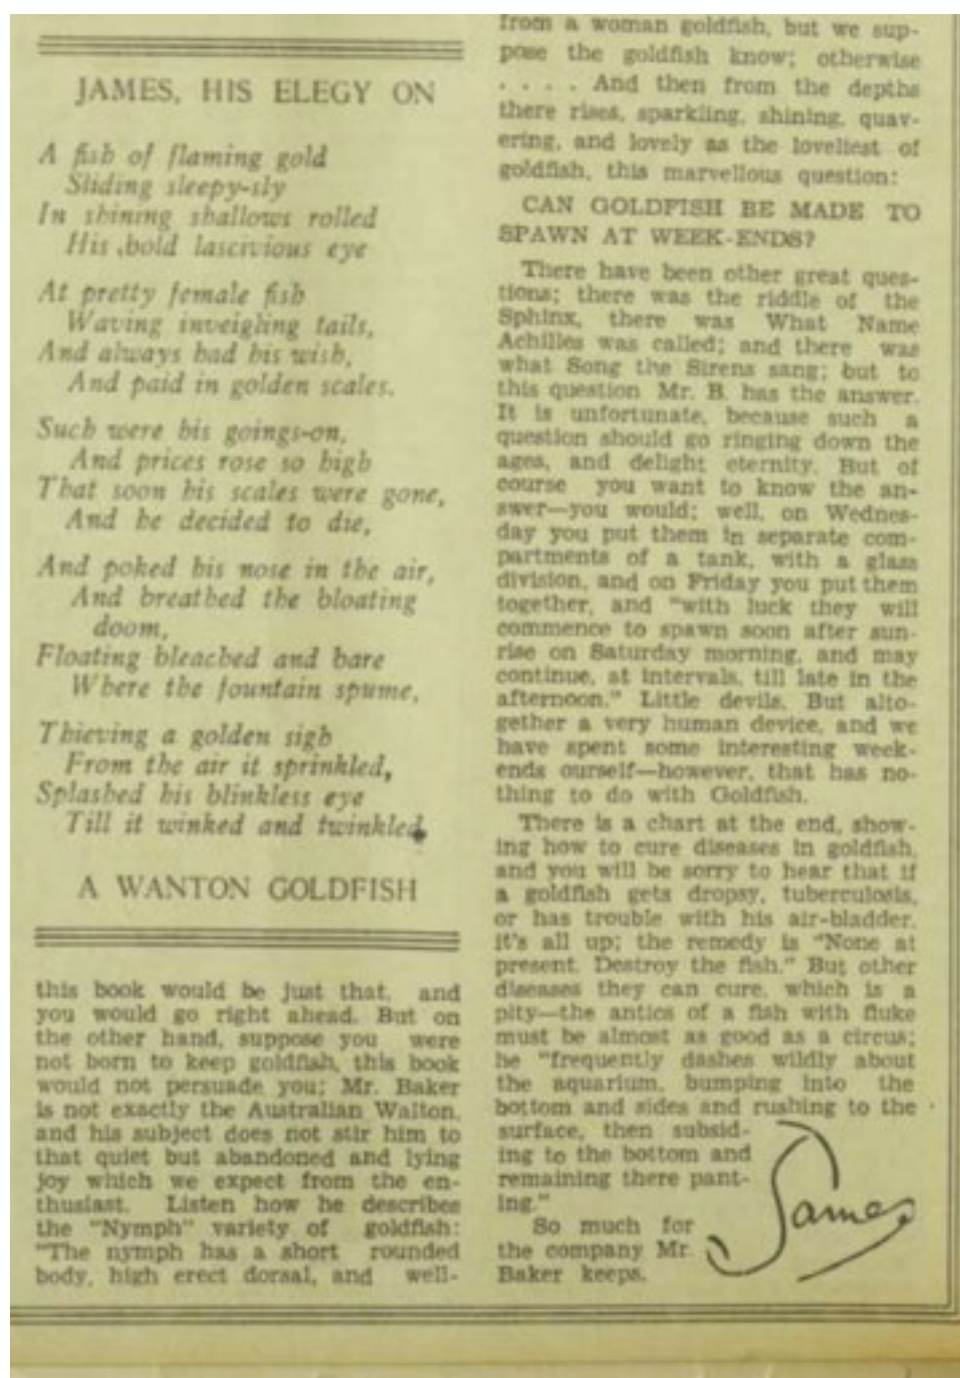 JAMES, HIS ELEGY ON
A fish of flaming gold
Sliding sleepy-sly
In shining shallows rolled
His bold lascivious eye
At pretty female fish
Waving inveighing tails,
And always had his wish,
And paid in golden scales.
Such were his goings-on,
And prices rose so high
That soon his scales were gone,
And he decided to die,
And poked his nose in the air,
And breathed the bloating
doom,
Floating bleached and bare
Where the fountain spume,
Thieving a golden sigh
From the air it sprinkled,
Splashed his blinkless eye
Till it winked and twinkled.
A WANTON GOLDFISH
this book would be just that, and
you would go right ahead. But on
the other hand, suppose you were
not born to keep goldfish, this book
would not persuade you; Mr. Baker
is not exactly the Australian Walton,
and his subject does not stir him to
that quiet but abandoned and lying
joy which we expect from the en-
thusiast. Listen how he describes
the "Nymph" variety of goldfish:
"The nymph has a short rounded
body, high erect dorsal, and well-
from a woman goldfish, but we sup-
pose the goldfish know; otherwise
. . . . And then from the depths
there rises, sparkling, shining, quav-
ering, and lovely as the loveliest of
goldfish, this marvellous question:
CAN GOLDFISH BE MADE TO
SPAWN AT WEEK-ENDS?
There have been other great ques-
tions; there was the riddle of the
Sphinx, there was What Name
Achilles was called; and there was
what Song the Sirens sang; but to
this question Mr. B. has the answer.
It is unfortunate, because such a
question should go ringing down the
ages, and delight eternity. But of
course you want to know the an-
swer—you would; well, on Wednes-
day you put them in separate com-
partments of a tank, with a glass
division, and on Friday you put them
together, and "with luck they will
commence to spawn soon after sun-
rise on Saturday morning, and may
continue, at intervals, till late in the
afternoon." Little devils. But alto-
gether a very human device, and we
have spent some interesting week-
ends ourself—however, that has no-
thing to do with Goldfish.
There is a chart at the end, show-
ing how to cure diseases in goldfish,
and you will be sorry to hear that if
a goldfish gets dropsy, tuberculosis,
or has trouble with his air-bladder,
it's all up; the remedy is "None at
present. Destroy the fish." But other
diseases they can cure, which is a
pity—the antics of a fish with fluke
must be almost as good as a circus;
he "frequently dashes wildly about
the aquarium, bumping into the
bottom and sides and rushing to the
surface, then subsid-
ing to the bottom and
remaining there pant-
ing."
So much for
the company Mr.
Baker keeps.
James